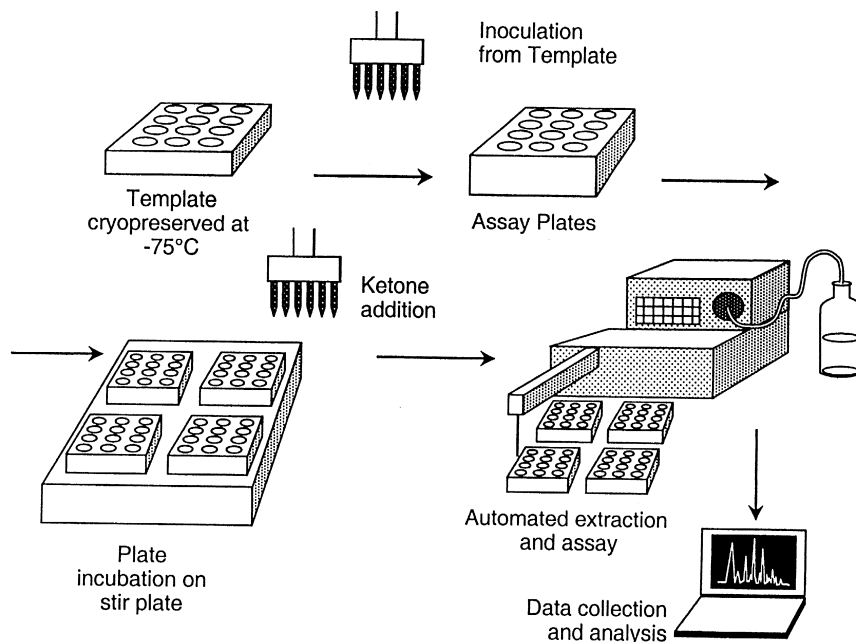 Inoculation
from Template
Template
cryopreserved at
-75°C
Assay Plates
Ketone
addition
Plate
incubation on
stir plate
Automated extraction
and assay
Data collection
and analysis